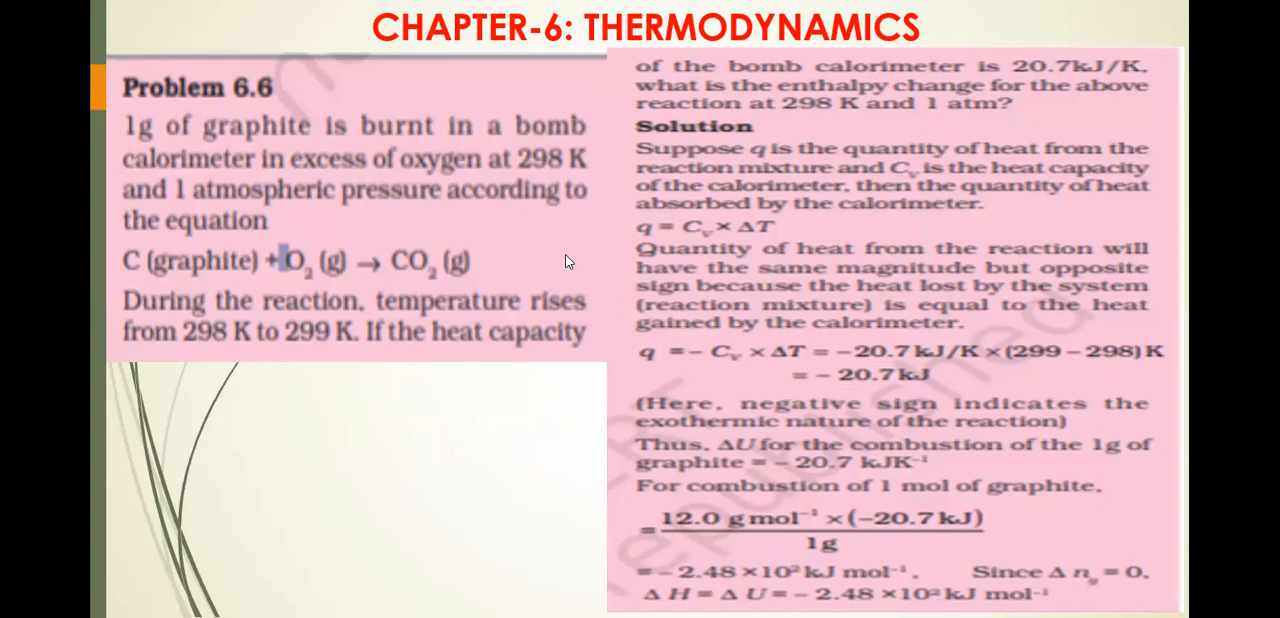 CHAPTER-6: THERMODYNAMICS
Problem 6.6
1g of graphite is burnt in a bomb
calorimeter in excess of oxygen at 298 K
and 1 atmospheric pressure according to
the equation
C (graphite) + O₂ (g) → CO₂ (g)
During the reaction, temperature rises
from 298 K to 299 K. If the heat capacity
of the bomb calorimeter is 20.7kJ/K,
what is the enthalpy change for the above
reaction at 298 K and 1 atm?
Solution
Suppose q is the quantity of heat from the
reaction mixture and Cᵥ is the heat capacity
of the calorimeter, then the quantity of heat
absorbed by the calorimeter.
q = Cᵥ × ΔT
Quantity of heat from the reaction will
have the same magnitude but opposite
sign because the heat lost by the system
(reaction mixture) is equal to the heat
gained by the calorimeter.
q = − Cᵥ × ΔT = − 20.7 kJ/K × (299 − 298) K
= − 20.7 kJ
(Here, negative sign indicates the
exothermic nature of the reaction)
Thus, ΔU for the combustion of the 1g of
graphite = − 20.7 kJK⁻¹
For combustion of 1 mol of graphite,
= 12.0 g mol⁻¹ × (−20.7 kJ)
1g
= − 2.48 ×10² kJ mol⁻¹, Since Δ n_g = 0,
Δ H = Δ U = − 2.48 ×10² kJ mol⁻¹